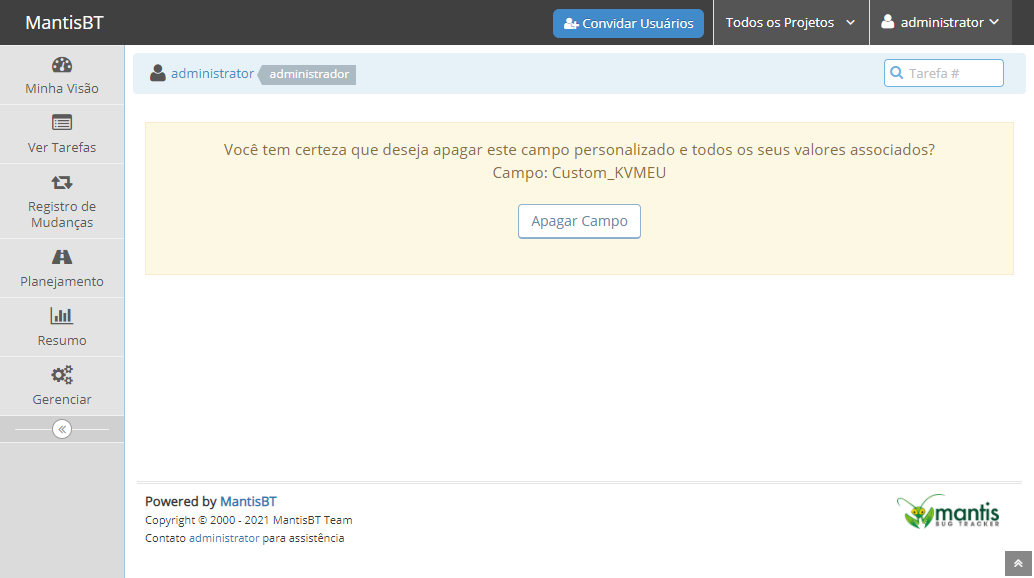 MantisBT
Convidar Usuários
Todos os Projetos
administrator
Minha Visão
Ver Tarefas
Registro de
Mudanças
Planejamento
Resumo
Gerenciar
administrator administrador
Tarefa #
Você tem certeza que deseja apagar este campo personalizado e todos os seus valores associados?
Campo: Custom_KVMEU
Apagar Campo
Powered by MantisBT
Copyright © 2000 - 2021 MantisBT Team
Contato administrator para assistência
mantis
BUG TRACKER